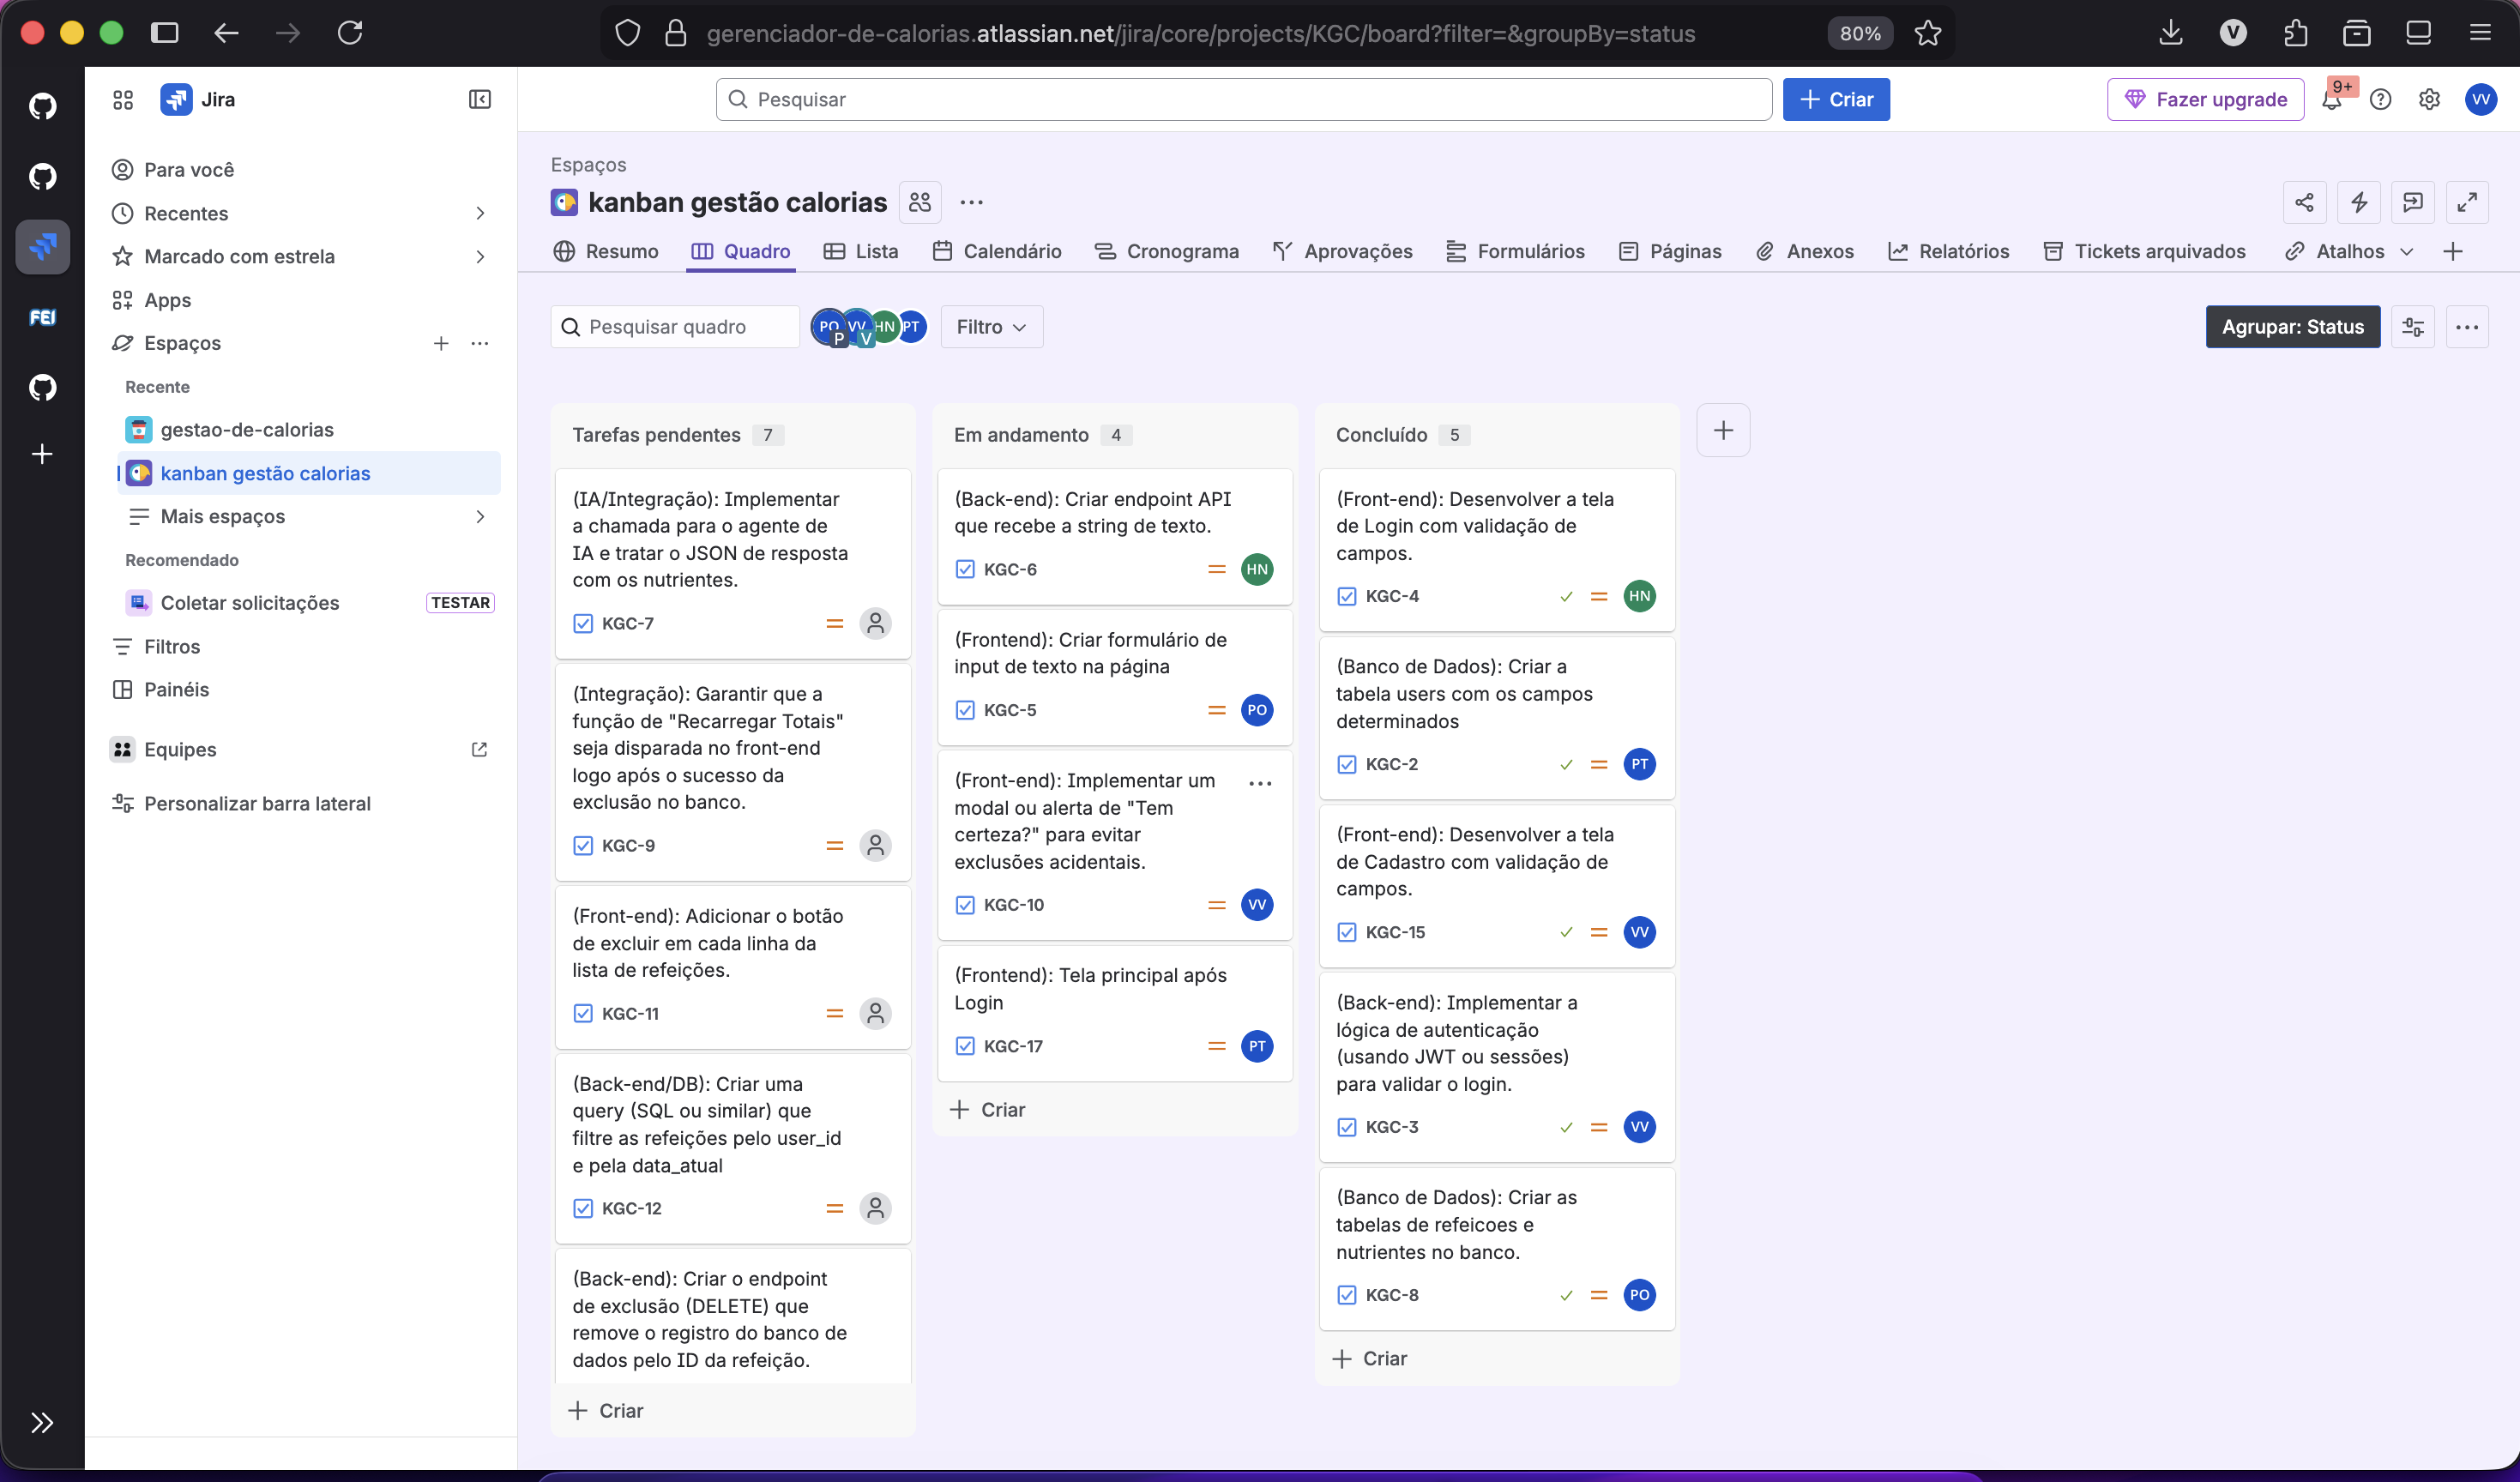 gerenciador-de-calorias.atlassian.net/jira/core/projects/KGC/board?filter=&groupBy=status
80%
V
FEI
Jira
Pesquisar
Criar
Fazer upgrade
9+
VV
Para você
Recentes
Marcado com estrela
Apps
Espaços
Recente
gestao-de-calorias
kanban gestão calorias
Mais espaços
Recomendado
Coletar solicitações
TESTAR
Filtros
Painéis
Equipes
Personalizar barra lateral
Espaços
kanban gestão calorias
Resumo
Quadro
Lista
Calendário
Cronograma
Aprovações
Formulários
Páginas
Anexos
Relatórios
Tickets arquivados
Atalhos
Pesquisar quadro
PO
P
VV
V
HN
PT
Filtro
Agrupar: Status
Tarefas pendentes 7
(IA/Integração): Implementar
a chamada para o agente de
IA e tratar o JSON de resposta
com os nutrientes.
KGC-7
(Integração): Garantir que a
função de "Recarregar Totais"
seja disparada no front-end
logo após o sucesso da
exclusão no banco.
KGC-9
(Front-end): Adicionar o botão
de excluir em cada linha da
lista de refeições.
KGC-11
(Back-end/DB): Criar uma
query (SQL ou similar) que
filtre as refeições pelo user_id
e pela data_atual
KGC-12
(Back-end): Criar o endpoint
de exclusão (DELETE) que
remove o registro do banco de
dados pelo ID da refeição.
Criar
Em andamento 4
(Back-end): Criar endpoint API
que recebe a string de texto.
KGC-6
HN
(Frontend): Criar formulário de
input de texto na página
KGC-5
PO
(Front-end): Implementar um
modal ou alerta de "Tem
certeza?" para evitar
exclusões acidentais.
KGC-10
VV
(Frontend): Tela principal após
Login
KGC-17
PT
Criar
Concluído 5
(Front-end): Desenvolver a tela
de Login com validação de
campos.
KGC-4
HN
(Banco de Dados): Criar a
tabela users com os campos
determinados
KGC-2
PT
(Front-end): Desenvolver a tela
de Cadastro com validação de
campos.
KGC-15
VV
(Back-end): Implementar a
lógica de autenticação
(usando JWT ou sessões)
para validar o login.
KGC-3
VV
(Banco de Dados): Criar as
tabelas de refeicoes e
nutrientes no banco.
KGC-8
PO
Criar